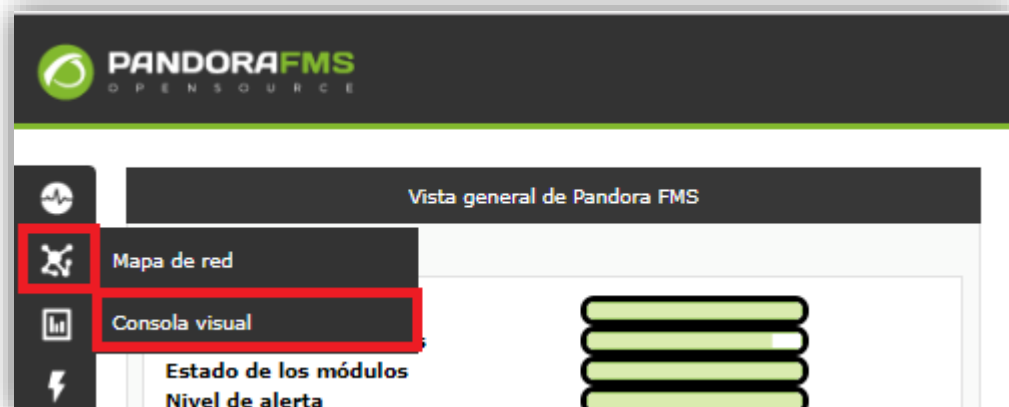 PANDORAFMS
OPENSOURCE
Vista general de Pandora FMS
Mapa de red
Consola visual
Estado de los módulos
Nivel de alerta